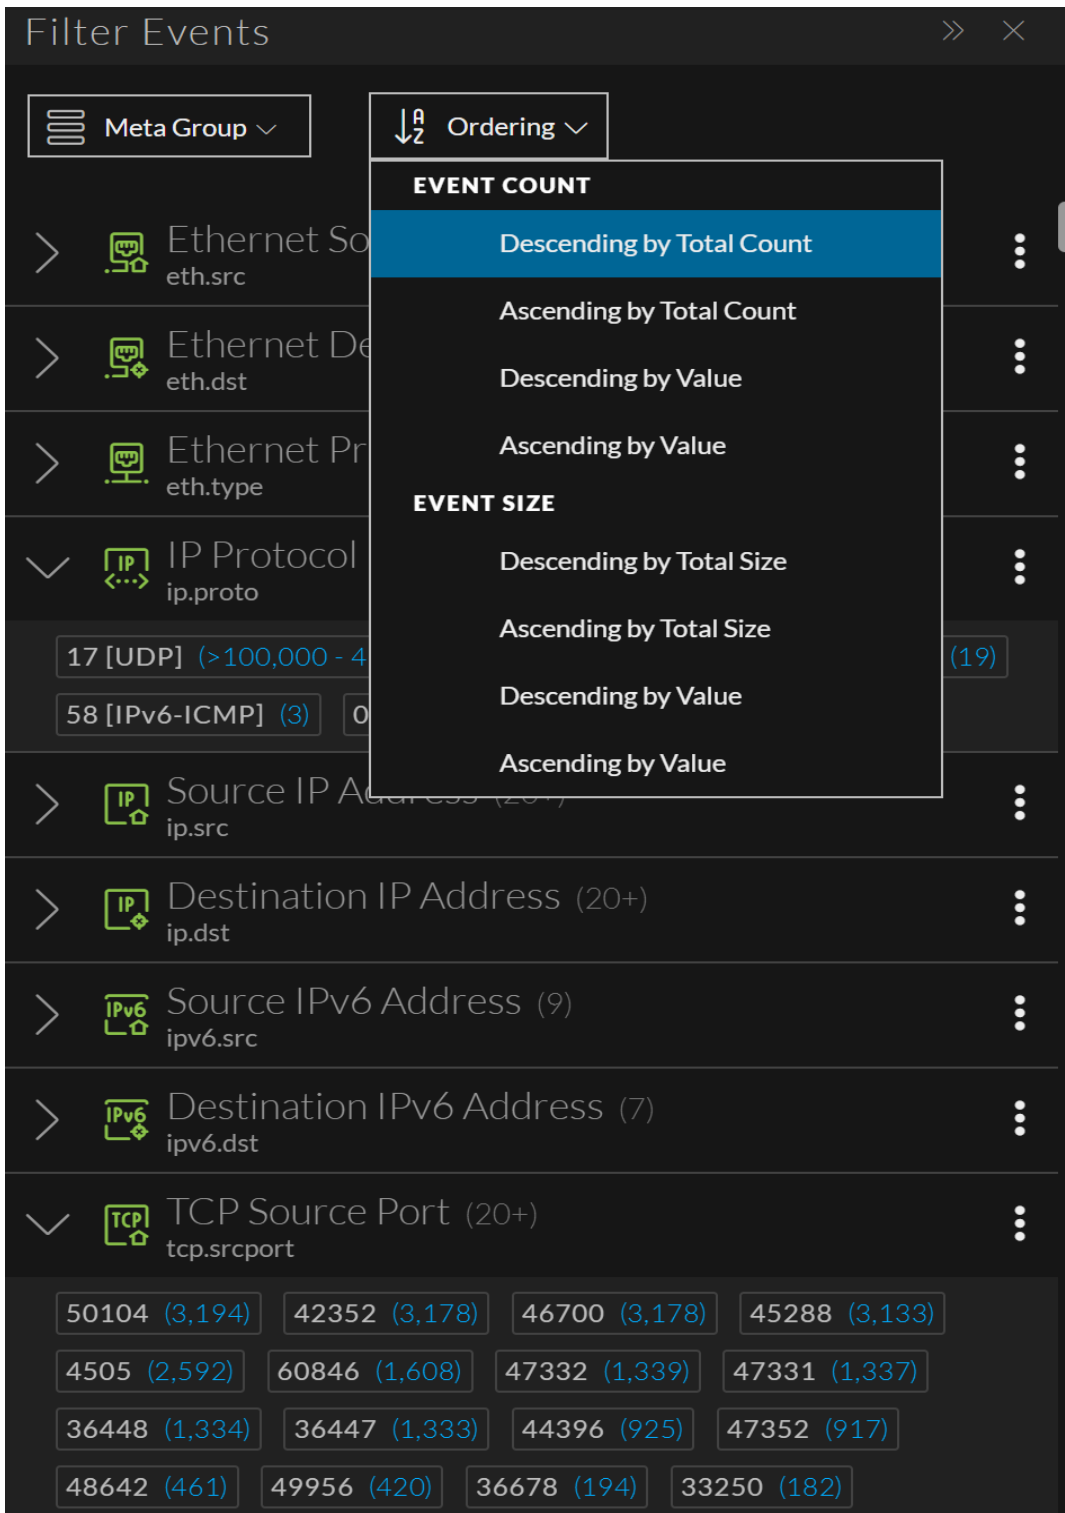 Filter Events
Meta Group
Ordering
EVENT COUNT
Descending by Total Count
Ascending by Total Count
Descending by Value
Ascending by Value
EVENT SIZE
Descending by Total Size
Ascending by Total Size
Descending by Value
Ascending by Value
Ethernet So
eth.src
Ethernet De
eth.dst
Ethernet Pr
eth.type
IP Protocol
ip.proto
17 [UDP] (>100,000 - 4 (19)
58 [IPv6-ICMP] (3) 0
Source IP Address (20+)
ip.src
Destination IP Address (20+)
ip.dst
Source IPv6 Address (9)
ipv6.src
Destination IPv6 Address (7)
ipv6.dst
TCP Source Port (20+)
tcp.srcport
50104 (3,194) 42352 (3,178) 46700 (3,178) 45288 (3,133)
4505 (2,592) 60846 (1,608) 47332 (1,339) 47331 (1,337)
36448 (1,334) 36447 (1,333) 44396 (925) 47352 (917)
48642 (461) 49956 (420) 36678 (194) 33250 (182)